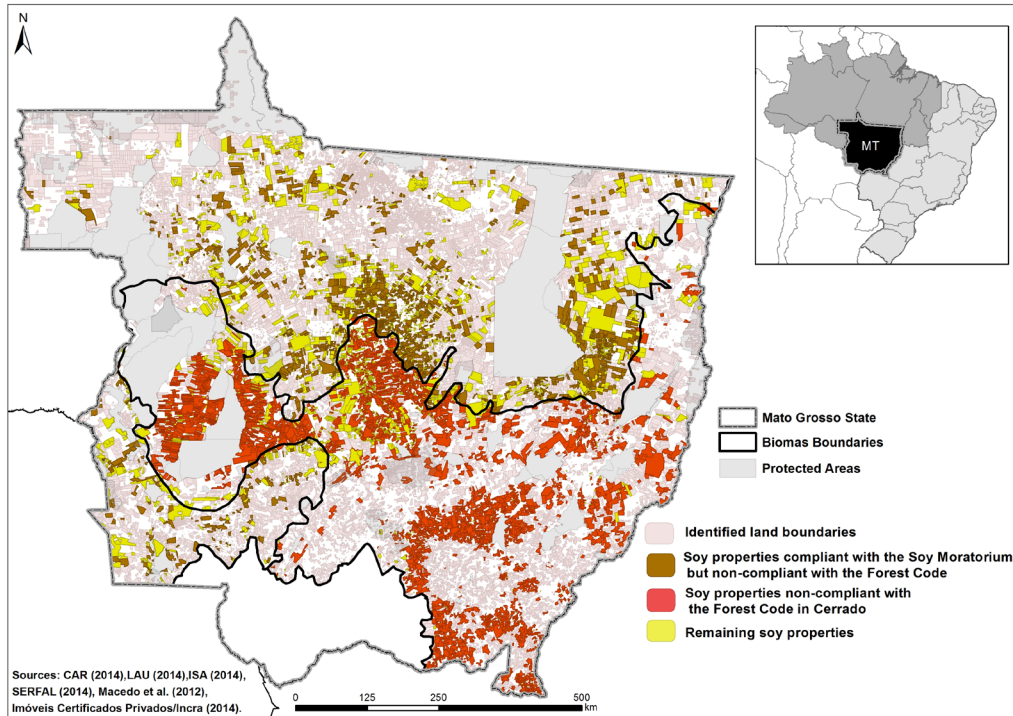 N
MT
Mato Grosso State
Biomas Boundaries
Protected Areas
Identified land boundaries
Soy properties compliant with the Soy Moratorium
but non-compliant with the Forest Code
Soy properties non-compliant with
the Forest Code in Cerrado
Remaining soy properties
Sources: CAR (2014),LAU (2014),ISA (2014),
SERFAL (2014), Macedo et al. (2012),
Imóveis Certificados Privados/Incra (2014).
0 125 250 500
km